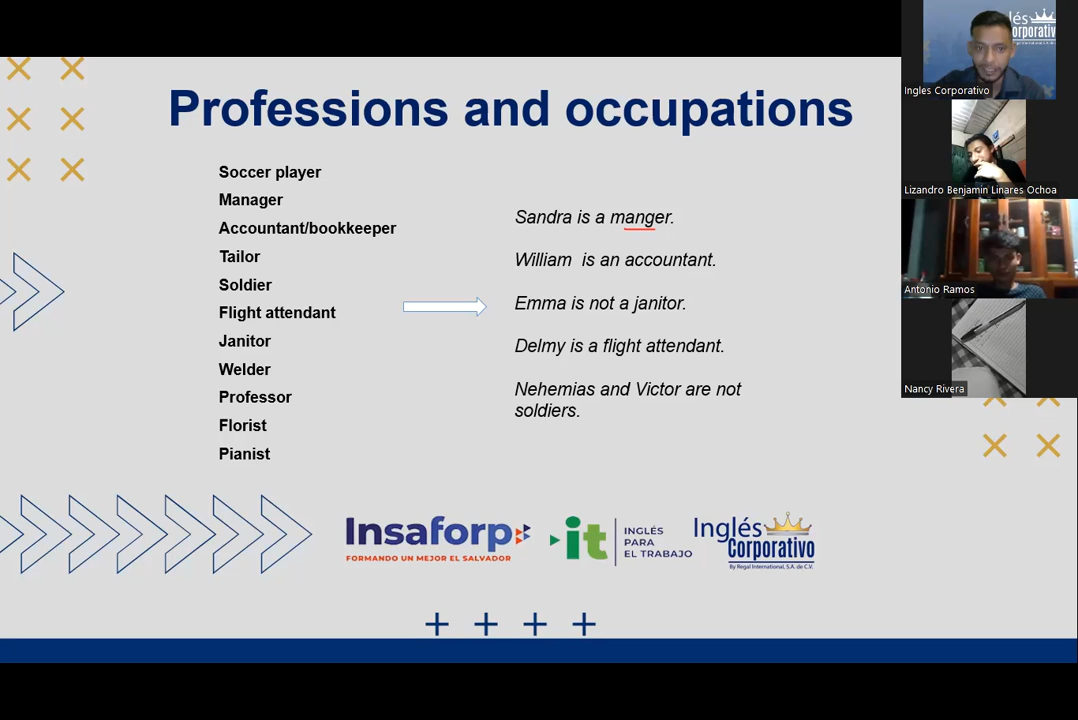 Professions and occupations
Soccer player
Manager
Accountant/bookkeeper
Tailor
Soldier
Flight attendant
Janitor
Welder
Professor
Florist
Pianist
Sandra is a manger.
William is an accountant.
Emma is not a janitor.
Delmy is a flight attendant.
Nehemias and Victor are not
soldiers.
Insaforp
FORMANDO UN MEJOR EL SALVADOR
it
INGLÉS
PARA
EL TRABAJO
Inglés
Corporativo
By Regal International, S.A. de C.V.
lés
orporativo
Ingles Corporativo
Lizandro Benjamin Linares Ochoa
Antonio Ramos
Nancy Rivera